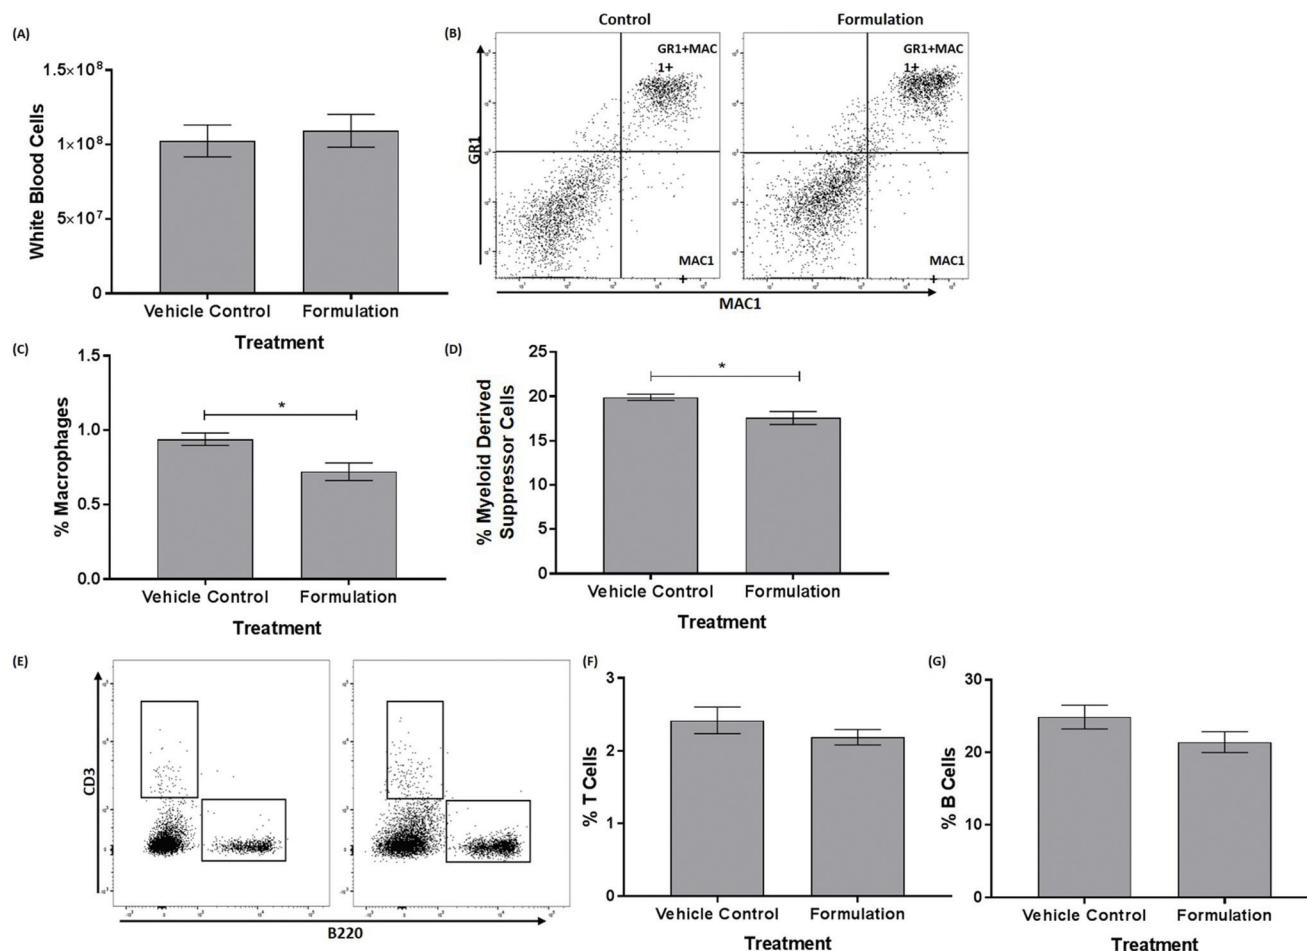 (A)
1.5×10⁸
1×10⁸
5×10⁷
0
White Blood Cells
Vehicle Control Formulation
Treatment
(B)
Control
Formulation
GR1+MAC
1+
GR1+MAC
1+
GR1
MAC1
+
MAC1
+
MAC1
(C)
1.5
1.0
0.5
0.0
% Macrophages
*
Vehicle Control Formulation
Treatment
(D)
25
20
15
10
5
0
% Myeloid Derived
Suppressor Cells
*
Vehicle Control Formulation
Treatment
(E)
CD3
B220
(F)
3
2
1
0
% T Cells
Vehicle Control Formulation
Treatment
(G)
30
20
10
0
% B Cells
Vehicle Control Formulation
Treatment